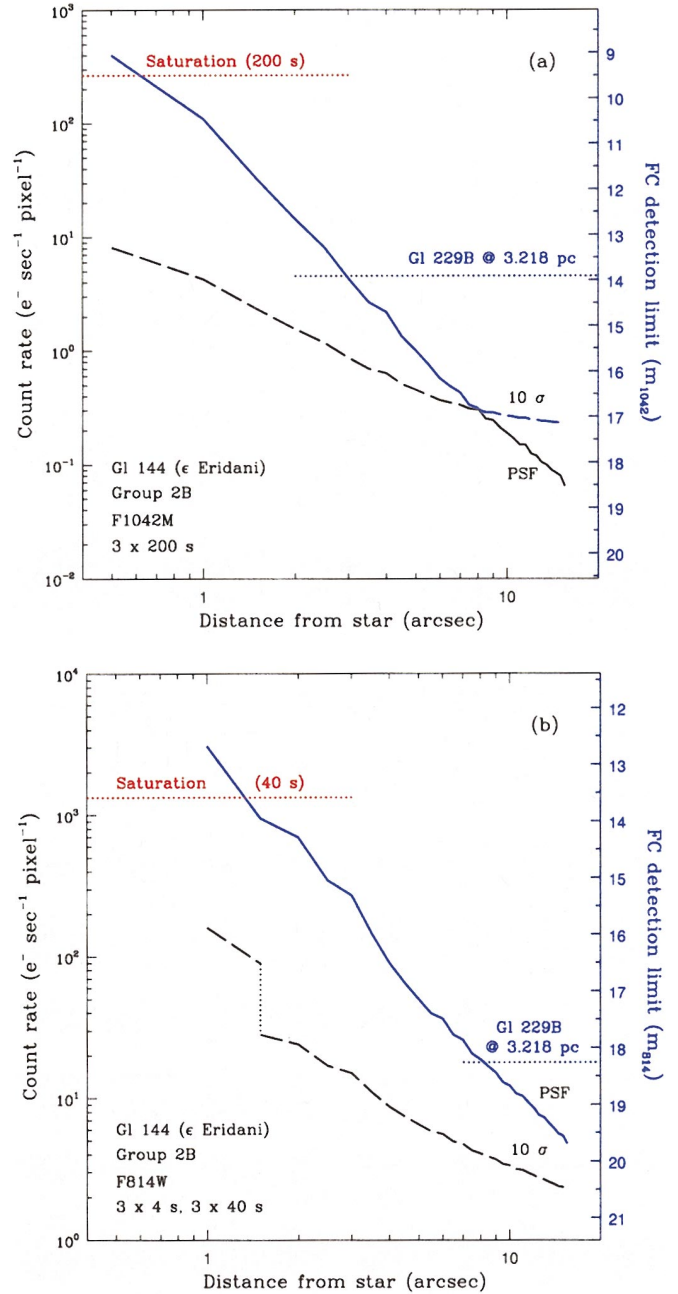 (a)
Saturation (200 s)
Gl 229B @ 3.218 pc
10 σ
PSF
Gl 144 (ϵ Eridani)
Group 2B
F1042M
3 x 200 s
10³
10²
10¹
10⁰
10⁻¹
10⁻²
Count rate (e⁻ sec⁻¹ pixel⁻¹)
9
10
11
12
13
14
15
16
17
18
19
20
FC detection limit (m₁₀₄₂)
1
10
Distance from star (arcsec)
(b)
Saturation (40 s)
Gl 229B
@ 3.218 pc
PSF
10 σ
Gl 144 (ϵ Eridani)
Group 2B
F814W
3 x 4 s, 3 x 40 s
10⁴
10³
10²
10¹
10⁰
Count rate (e⁻ sec⁻¹ pixel⁻¹)
12
13
14
15
16
17
18
19
20
21
FC detection limit (m₈₁₄)
1
10
Distance from star (arcsec)